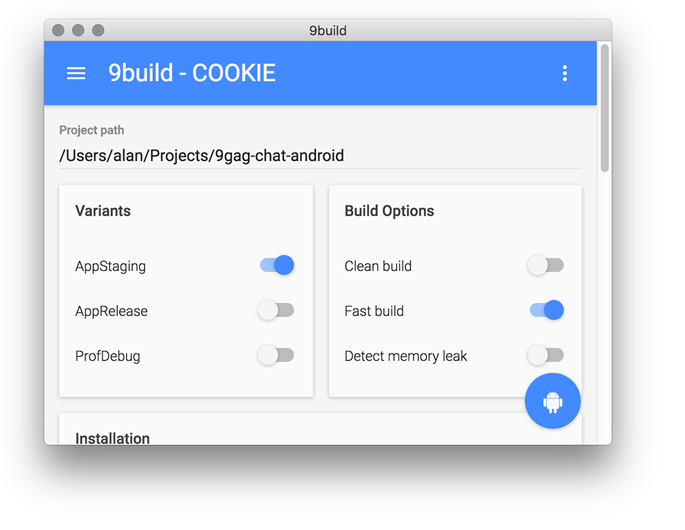 9build
9build - COOKIE
Project path
/Users/alan/Projects/9gag-chat-android
Variants
AppStaging
AppRelease
ProfDebug
Build Options
Clean build
Fast build
Detect memory leak
Installation